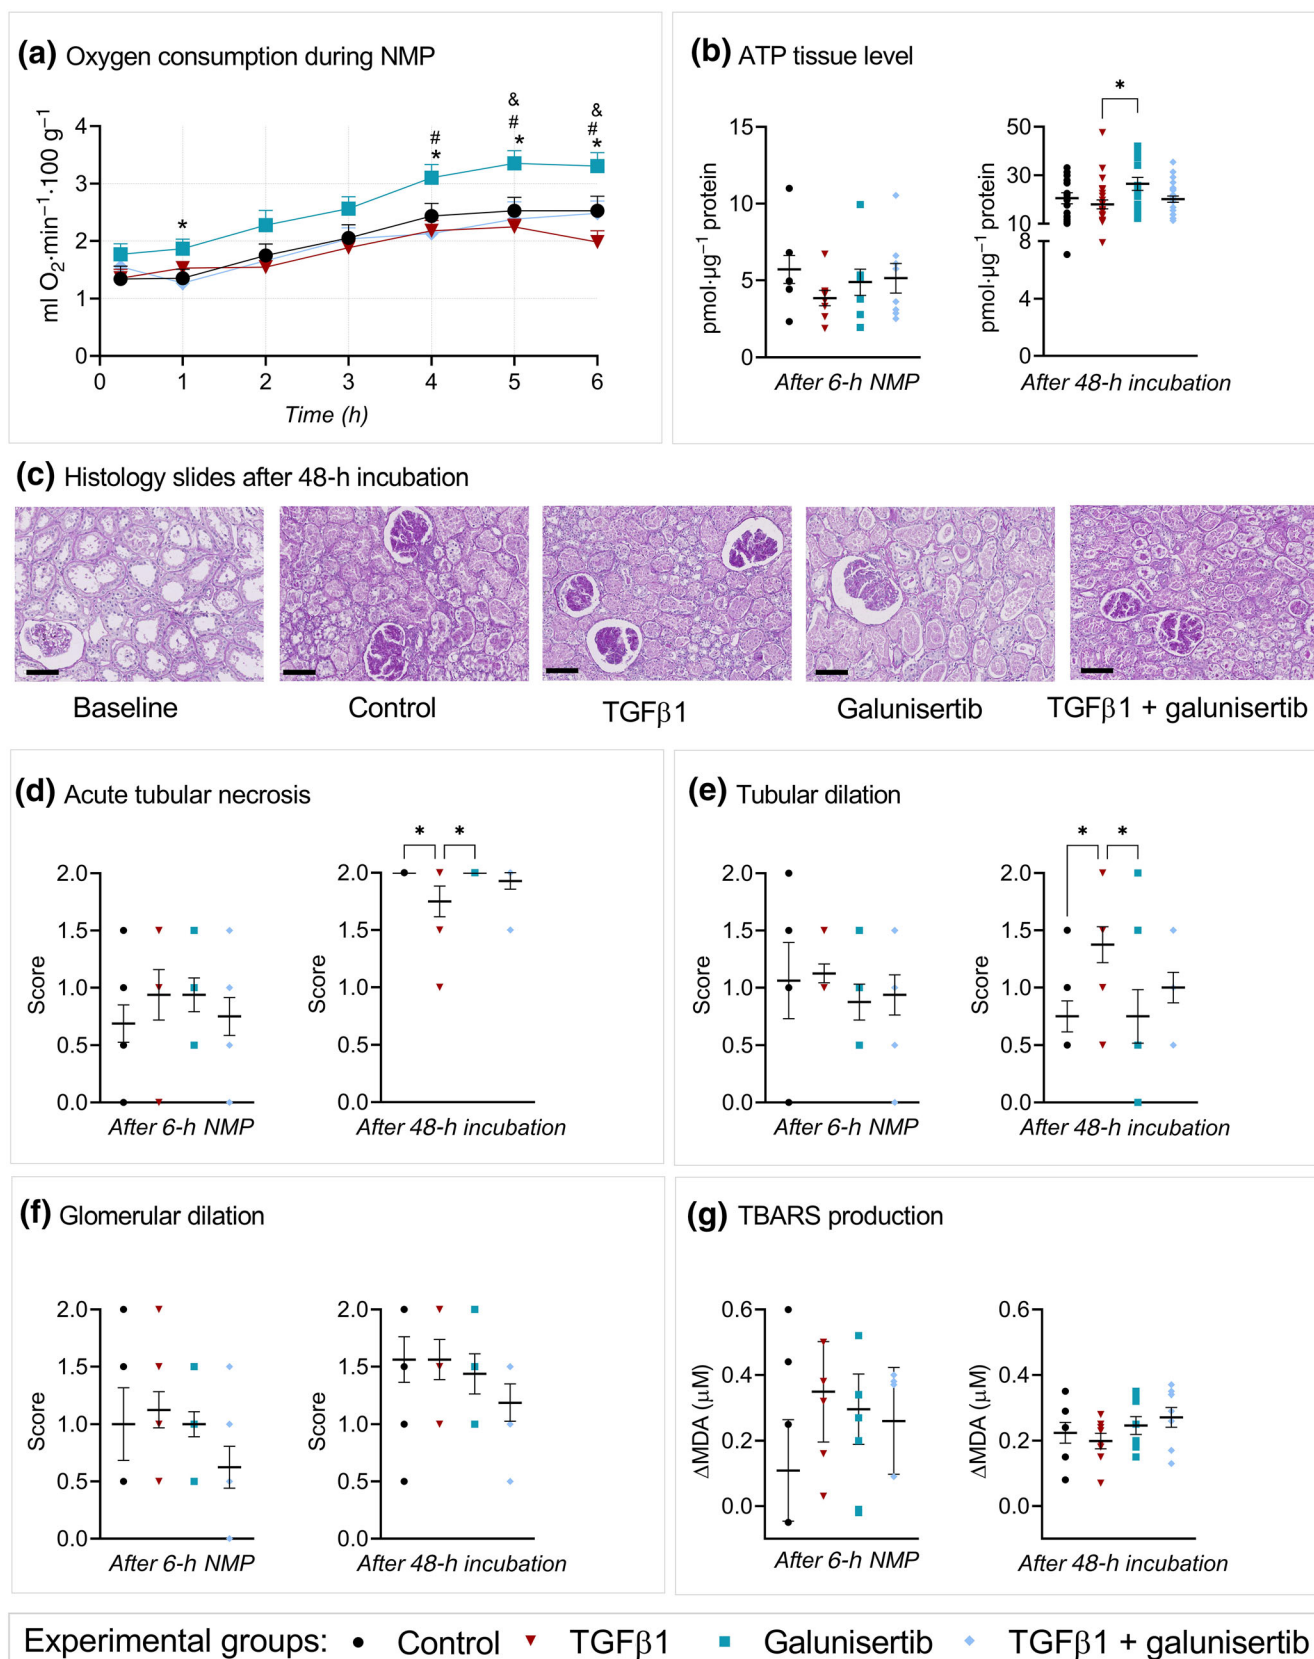 (a) Oxygen consumption during NMP
ml O₂·min⁻¹·100 g⁻¹
4
3
2
1
0
# *
& # *
& # *
*
0 1 2 3 4 5 6
Time (h)
(b) ATP tissue level
pmol·µg⁻¹ protein
15
10
5
0
After 6-h NMP
*
pmol·µg⁻¹ protein
50
30
10
8
4
0
After 48-h incubation
(c) Histology slides after 48-h incubation
Baseline
Control
TGFβ1
Galunisertib
TGFβ1 + galunisertib
(d) Acute tubular necrosis
Score
2.0
1.5
1.0
0.5
0.0
After 6-h NMP
* *
Score
2.0
1.5
1.0
0.5
0.0
After 48-h incubation
(e) Tubular dilation
Score
2.0
1.5
1.0
0.5
0.0
After 6-h NMP
* *
Score
2.0
1.5
1.0
0.5
0.0
After 48-h incubation
(f) Glomerular dilation
Score
2.0
1.5
1.0
0.5
0.0
After 6-h NMP
Score
2.0
1.5
1.0
0.5
0.0
After 48-h incubation
(g) TBARS production
ΔMDA (µM)
0.6
0.4
0.2
0.0
After 6-h NMP
ΔMDA (µM)
0.6
0.4
0.2
0.0
After 48-h incubation
Experimental groups: Control TGFβ1 Galunisertib TGFβ1 + galunisertib